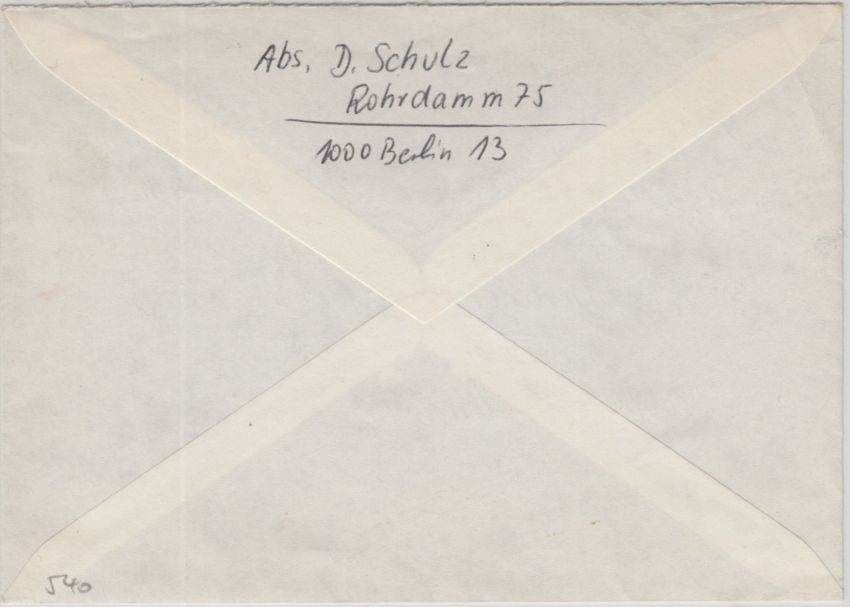 Abs. D. Schulz
Rohrdamm 75
1000 Berlin 13
540